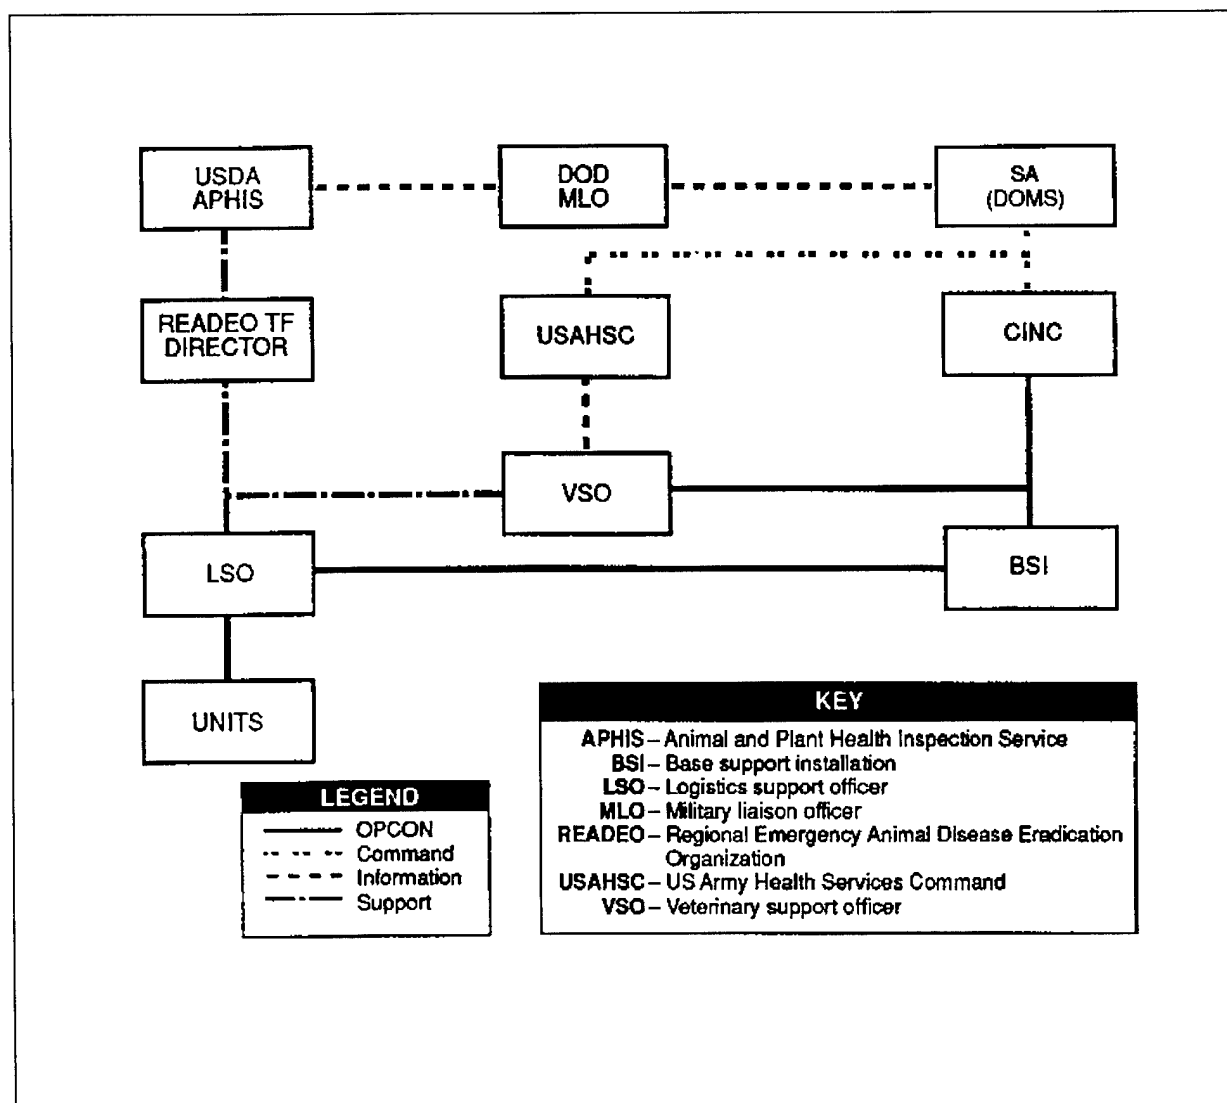 USDA
APHIS
DOD
MLO
SA
(DOMS)
READEO TF
DIRECTOR
USAHSC
CINC
VSO
LSO
BSI
UNITS
LEGEND
OPCON
Command
Information
Support
KEY
APHIS – Animal and Plant Health Inspection Service
BSI – Base support installation
LSO – Logistics support officer
MLO – Military liaison officer
READEO – Regional Emergency Animal Disease Eradication
Organization
USAHSC – US Army Health Services Command
VSO – Veterinary support officer